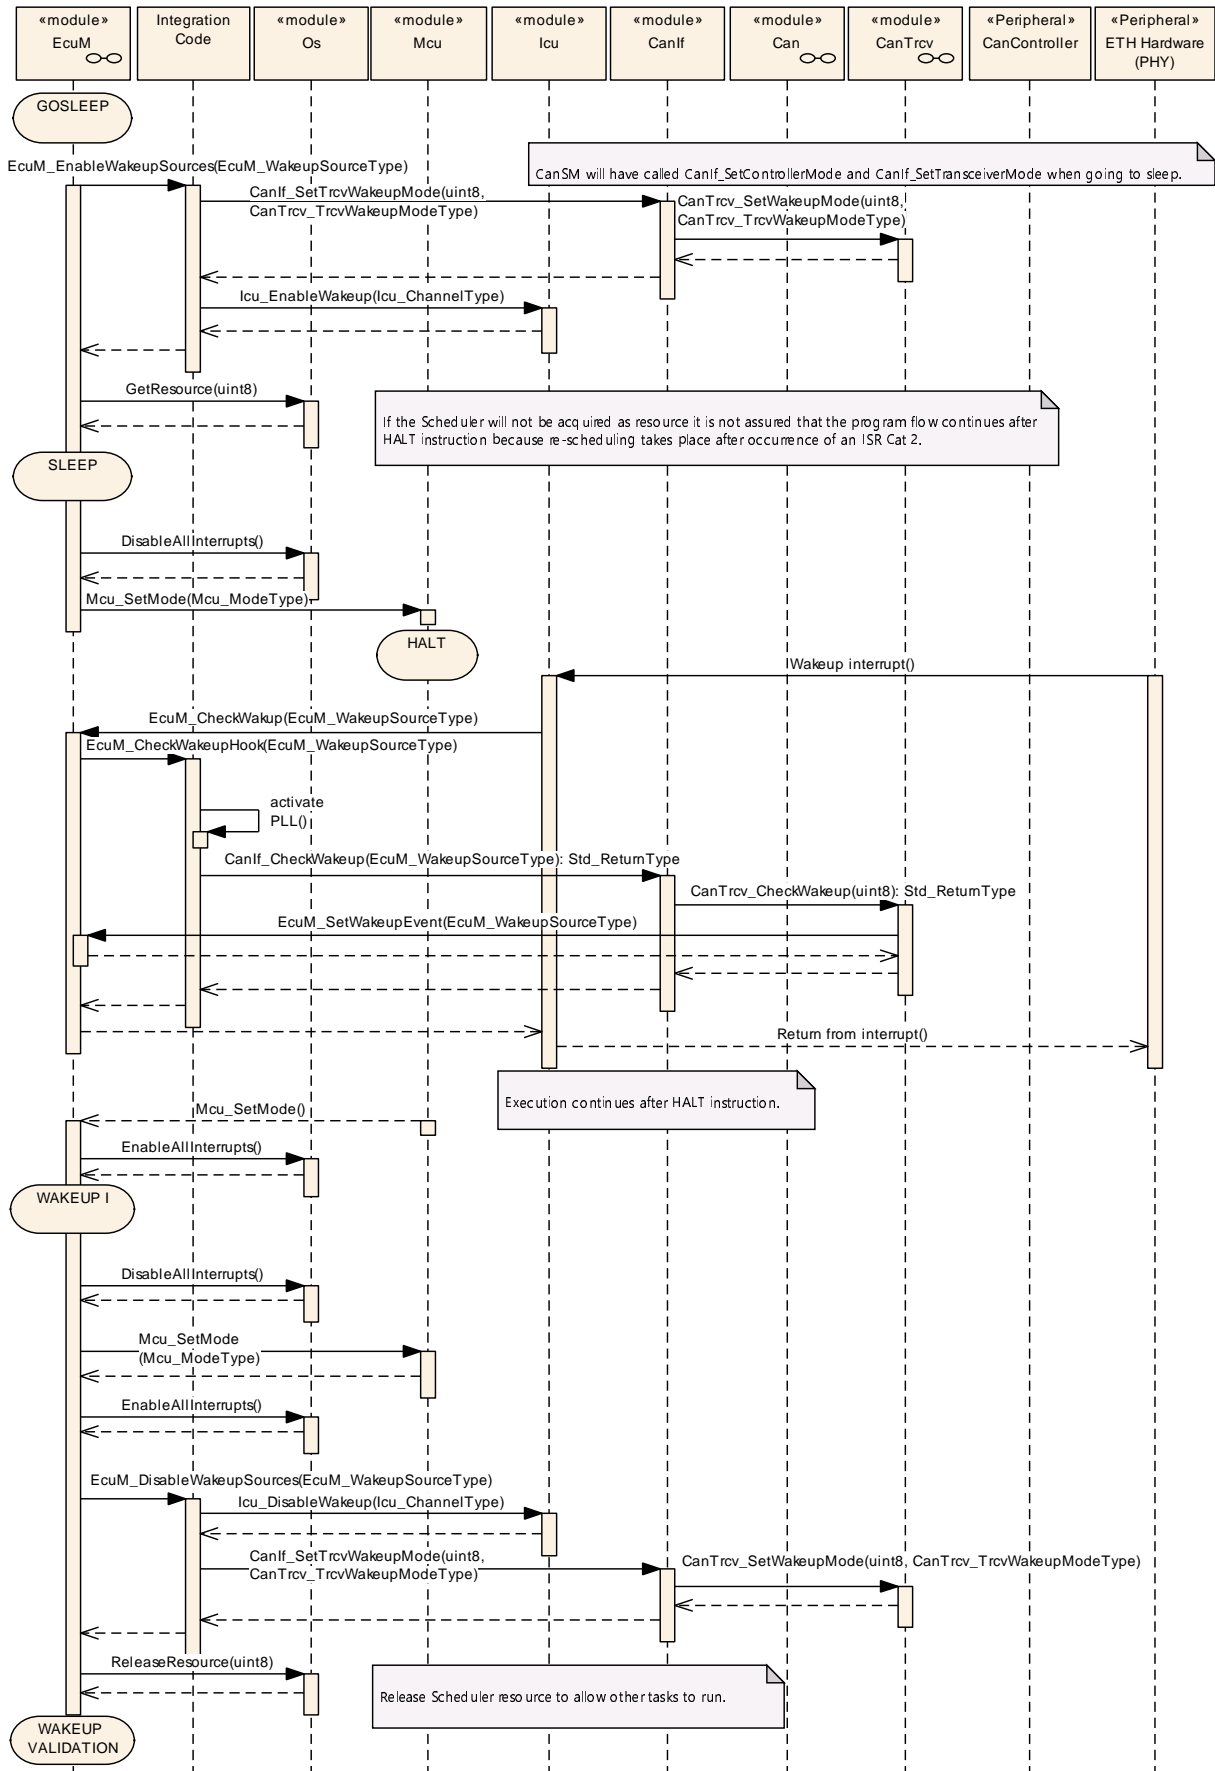 «module»
EcuM
Integration
Code
«module»
Os
«module»
Mcu
«module»
Icu
«module»
CanIf
«module»
Can
«module»
CanTrcv
«Peripheral»
CanController
«Peripheral»
ETH Hardware
(PHY)
GOSLEEP
EcuM_EnableWakeupSources(EcuM_WakeupSourceType)
CanSM will have called CanIf_SetControllerMode and CanIf_SetTransceiverMode when going to sleep.
CanIf_SetTrcvWakeupMode(uint8,
CanTrcv_TrcvWakeupModeType)
CanTrcv_SetWakeupMode(uint8,
CanTrcv_TrcvWakeupModeType)
Icu_EnableWakeup(Icu_ChannelType)
GetResource(uint8)
If the Scheduler will not be acquired as resource it is not assured that the program flow continues after
HALT instruction because re-scheduling takes place after occurrence of an ISR Cat 2.
SLEEP
DisableAllInterrupts()
Mcu_SetMode(Mcu_ModeType)
HALT
Wakeup interrupt()
EcuM_CheckWakup(EcuM_WakeupSourceType)
EcuM_CheckWakeupHook(EcuM_WakeupSourceType)
activate
PLL()
CanIf_CheckWakeup(EcuM_WakeupSourceType): Std_ReturnType
CanTrcv_CheckWakeup(uint8): Std_ReturnType
EcuM_SetWakeupEvent(EcuM_WakeupSourceType)
Return from interrupt()
Execution continues after HALT instruction.
Mcu_SetMode()
EnableAllInterrupts()
WAKEUP I
DisableAllInterrupts()
Mcu_SetMode
(Mcu_ModeType)
EnableAllInterrupts()
EcuM_DisableWakeupSources(EcuM_WakeupSourceType)
Icu_DisableWakeup(Icu_ChannelType)
CanIf_SetTrcvWakeupMode(uint8,
CanTrcv_TrcvWakeupModeType)
CanTrcv_SetWakeupMode(uint8, CanTrcv_TrcvWakeupModeType)
ReleaseResource(uint8)
Release Scheduler resource to allow other tasks to run.
WAKEUP
VALIDATION